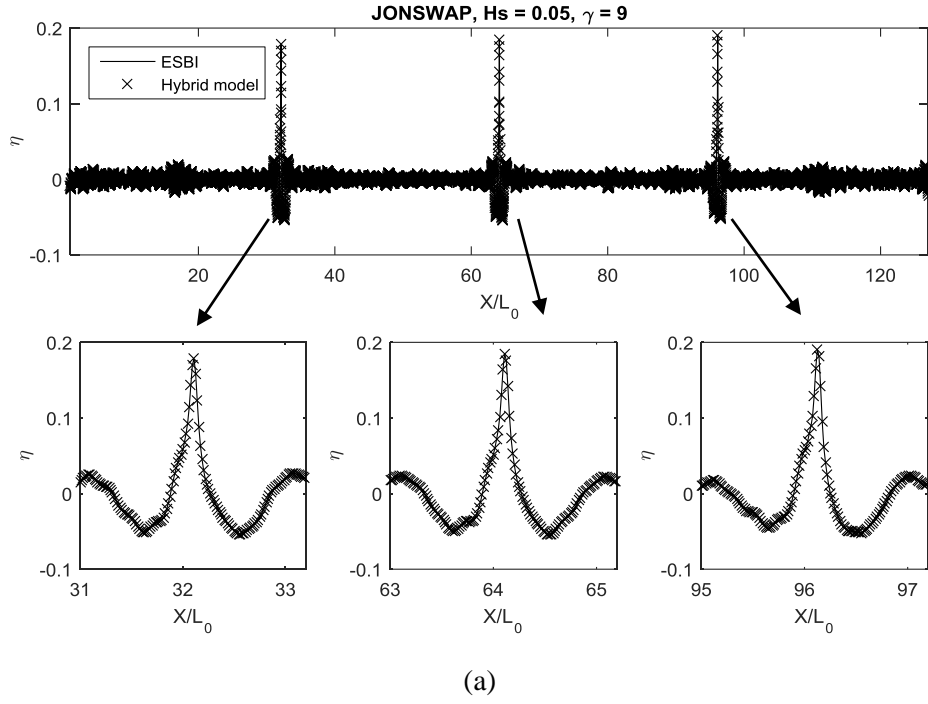 JONSWAP, Hs = 0.05, γ = 9
ESBI
Hybrid model
η
0.2
0.1
0
-0.1
20
40
60
80
100
120
X/L₀
η
0.2
0.1
0
-0.1
31
32
33
X/L₀
η
0.2
0.1
0
-0.1
63
64
65
X/L₀
η
0.2
0.1
0
-0.1
95
96
97
X/L₀
(a)